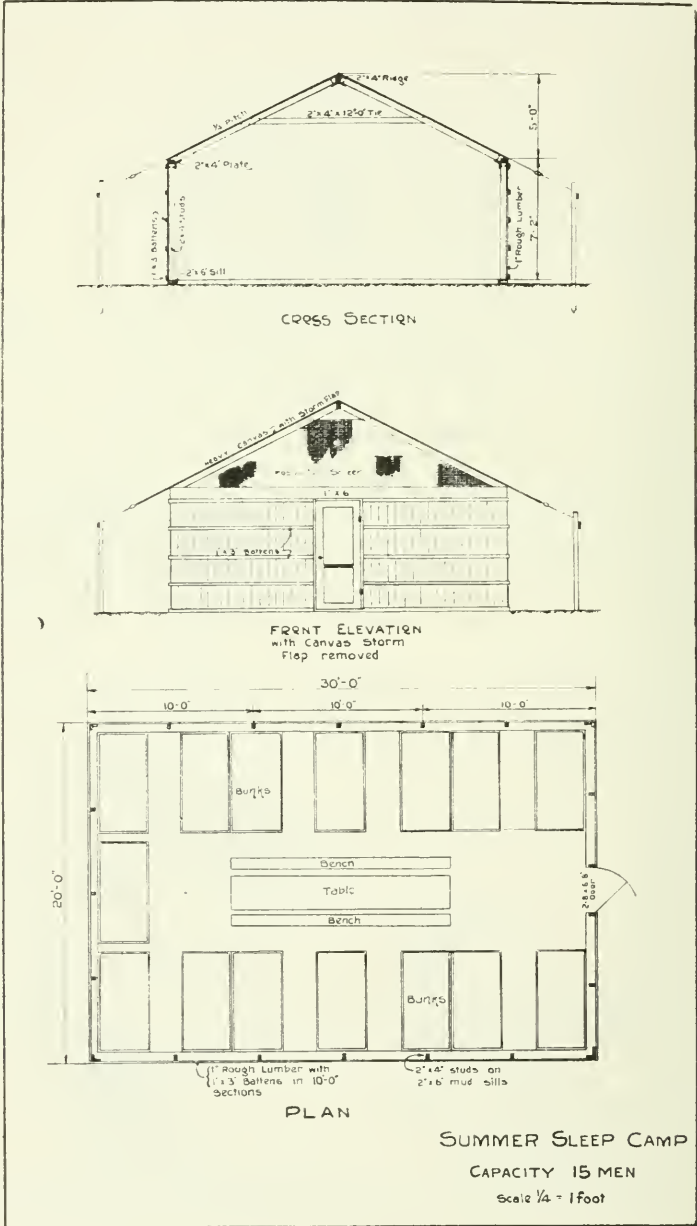 2"x4" Ridge
1/4 Pitch
2"x4"x12'-0" Tie
5'-0"
2"x4" Plate
1"x3" Battens
2"x4" Studs
1" Rough Lumber
7'-2"
2"x6" Sill
CROSS SECTION
Heavy Canvas with Storm Flap
Screen
1"x6"
1"x3" Battens
FRONT ELEVATION
with Canvas Storm
Flap removed
30'-0"
10'-0" 10'-0" 10'-0"
Bunks
20'-0"
Bench
Table
Bench
2'-8"x6'-8"
Door
Bunks
1" Rough Lumber with
1"x3" Battens in 10'-0"
Sections
2"x4" studs on
2"x6" mud sills
PLAN
SUMMER SLEEP CAMP
CAPACITY 15 MEN
Scale 1/4 = 1 foot